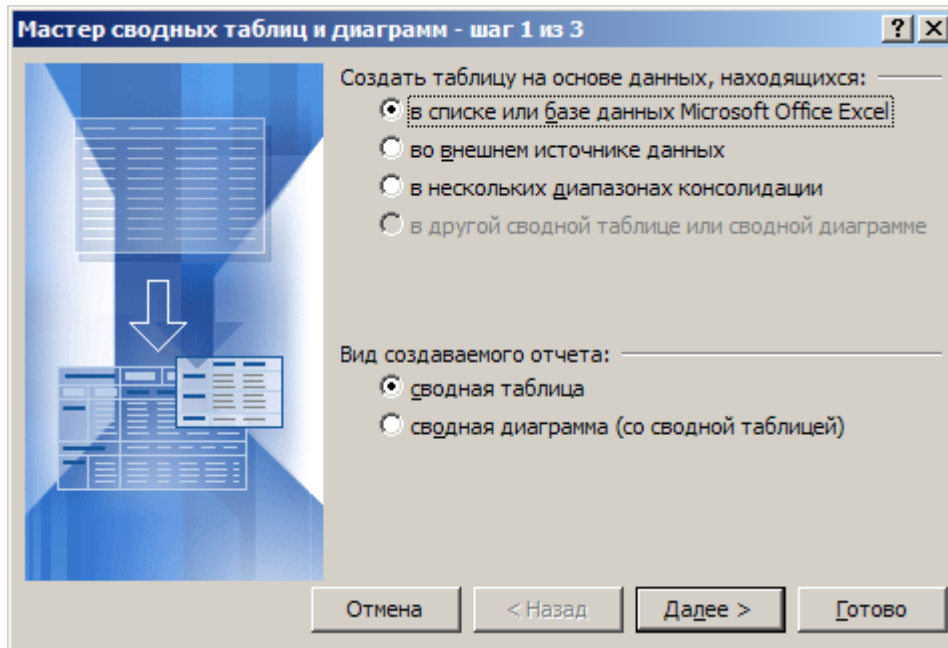 Мастер сводных таблиц и диаграмм - шаг 1 из 3
Создать таблицу на основе данных, находящихся:
в списке или базе данных Microsoft Office Excel
во внешнем источнике данных
в нескольких диапазонах консолидации
в другой сводной таблице или сводной диаграмме
Вид создаваемого отчета:
сводная таблица
сводная диаграмма (со сводной таблицей)
Отмена < Назад Далее > Готово